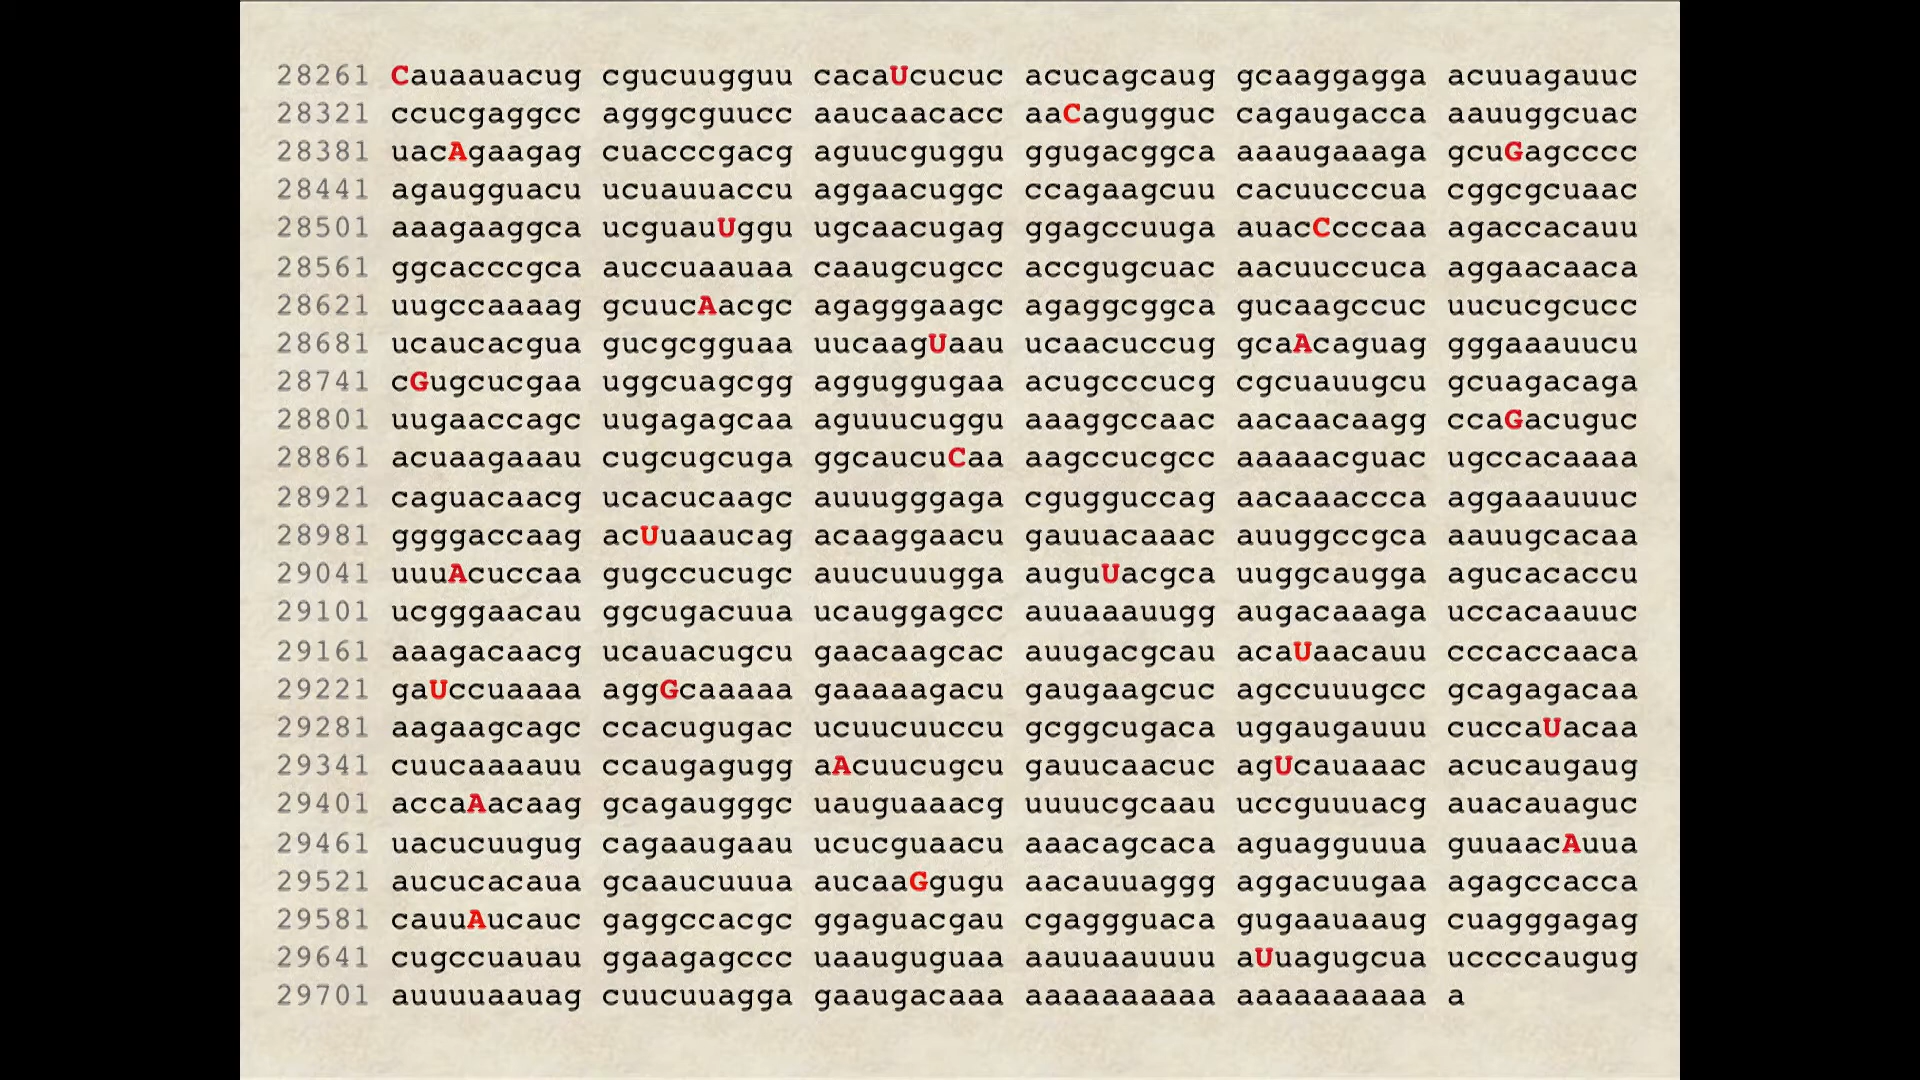 28261 Cauaauacug cgucuugguu cacaUcucuc acucagcaug gcaaggagga acuuagauuc
28321 ccucgaggcc agggcguucc aaucaacacc aaCagugguc cagaugacca aauuggcuac
28381 uacAgaagag cuacccgacg aguucguggu ggugacggca aaaugaaaga gcuGagcccc
28441 agaugguacu ucuauuaccu aggaacuggc ccagaagcuu cacuucccua cggcgcuaac
28501 aaagaaggca ucguauUggu ugcaacugag ggagccuuga auacCcccaa agaccacauu
28561 ggcacccgca auccuaauaa caaugcugcc accgugcuac aacuuccuca aggaacaaca
28621 uugccaaaag gcuucAacgc agagggaagc agaggcggca gucaagccuc uucucgcucc
28681 ucaucacgua gucgcgguaa uucaagUaau ucaacuccug gcaAcaguag gggaaauucu
28741 cGugcucgaa uggcuagcgg agguggugaa acugcccucg cgcuauugcu gcuagacaga
28801 uugaaccagc uugagagcaa aguuucuggu aaaggccaac aacaacaagg ccaGacuguc
28861 acuaagaaau cugcugcuga ggcaucuCaa aagccucgcc aaaaacguac ugccacaaaa
28921 caguacaacg ucacucaagc auuugggaga cgugguccag aacaaaccca aggaaauuuc
28981 ggggaccaag acUuaaucag acaaggaacu gauuacaaac auuggccgca aauugcacaa
29041 uuuAcuccaa gugccucugc auucuuugga auguUacgca uuggcaugga agucacaccu
29101 ucgggaacau ggcugacuua ucauggagcc auuaaauugg augacaaaga uccacaauuc
29161 aaagacaacg ucauacugcu gaacaagcac auugacgcau acaUaacauu cccaccaaca
29221 gaUccuaaaa aggGcaaaaa gaaaaagacu gaugaagcuc agccuuugcc gcagagacaa
29281 aagaagcagc ccacugugac ucuucuuccu gcggcugaca uggaugauuu cuccaUacaa
29341 cuucaaaauu ccaugagugg aAcuucugcu gauucaacuc agUcauaaac acucaugaug
29401 accaAacaag gcagaugggc uauguaaacg uuuucgcaau uccguuuacg auacauaguc
29461 uacucuugug cagaaugaau ucucguaacu aaacagcaca aguagguuua guuaacAuua
29521 aucucacaua gcaaucuuua aucaaGgugu aacauuaggg aggacuugaa agagccacca
29581 cauuAucauc gaggccacgc ggaguacgau cgaggguaca gugaauaaug cuagggagag
29641 cugccuauau ggaagagccc uaauguguaa aauuaauuuu aUuagugcua uccccaugug
29701 auuuuaauag cuucuuagga gaaugacaaa aaaaaaaaaa aaaaaaaaaa a